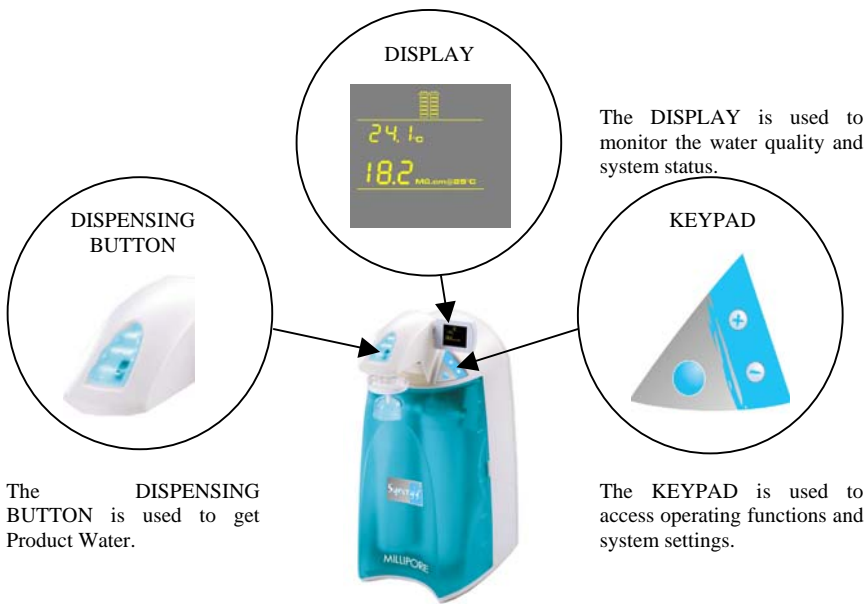 DISPLAY
24.1°c
18.2 MΩ.cm@25°C
The DISPLAY is used to
monitor the water quality and
system status.
DISPENSING
BUTTON
KEYPAD
+
-
The DISPENSING
BUTTON is used to get
Product Water.
The KEYPAD is used to
access operating functions and
system settings.
MILLIPORE